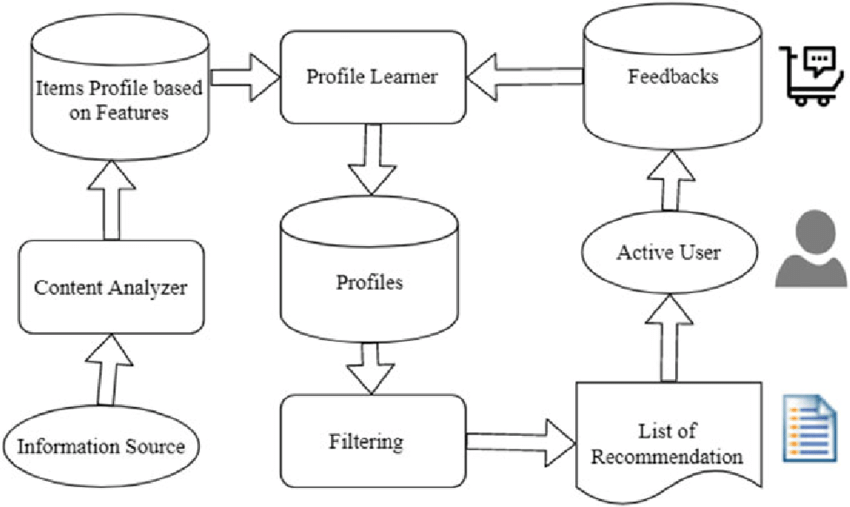 Items Profile based
on Features
Profile Learner
Feedbacks
Content Analyzer
Profiles
Active User
Information Source
Filtering
List of
Recommendation